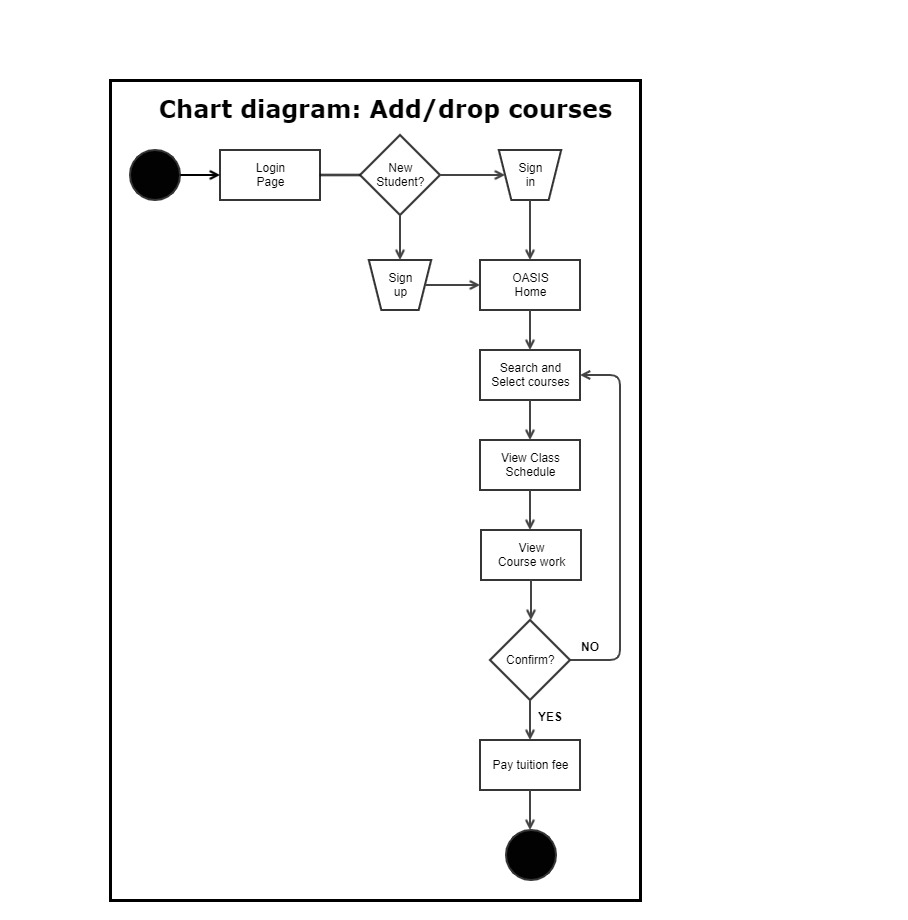 Chart diagram: Add/drop courses
Login
Page
New
Student?
Sign
in
Sign
up
OASIS
Home
Search and
Select courses
View Class
Schedule
View
Course work
Confirm?
NO
YES
Pay tuition fee